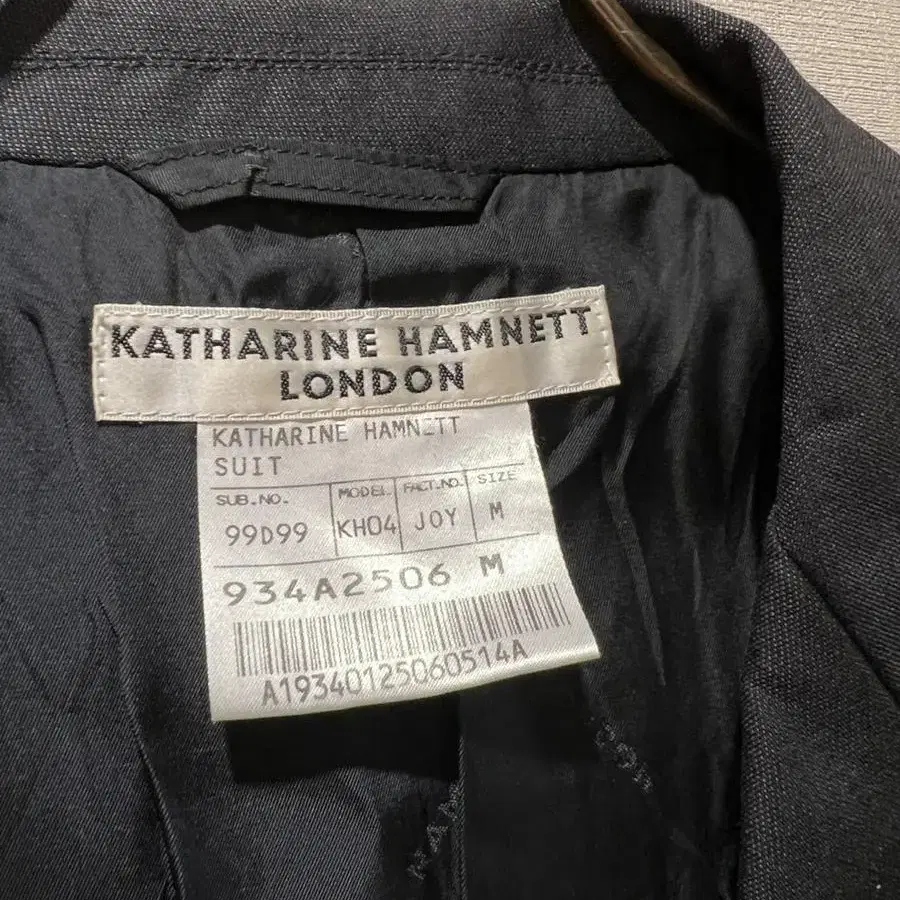 KATHARINE HAMNETT
LONDON
KATHARINE HAMNETT
SUIT
SUB.NO. MODEL FACT.NO. SIZE
99D99 KH04 JOY M
934A2506 M
A19340125060514A